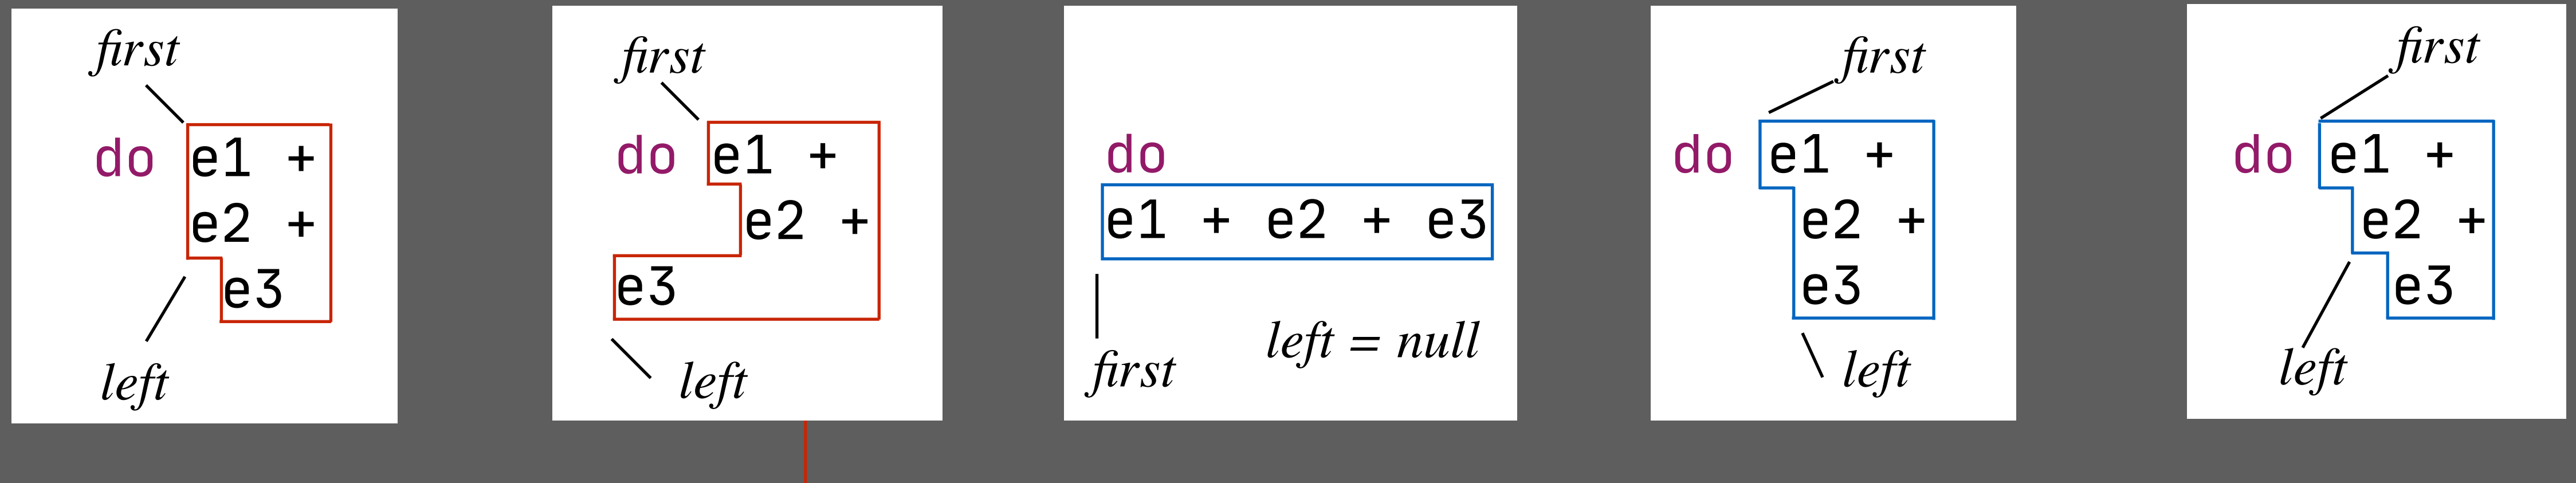 first
do e1 +
e2 +
e3
left
first
do e1 +
e2 +
e3
left
do
e1 + e2 + e3
first
left = null
first
do e1 +
e2 +
e3
left
first
do e1 +
e2 +
e3
left